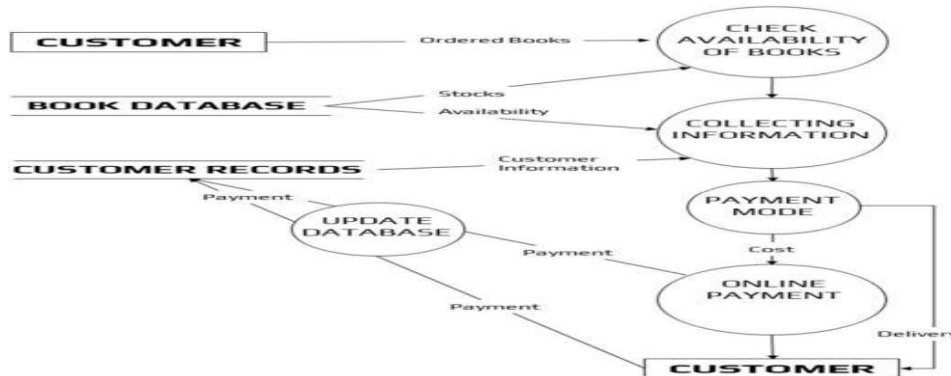 CHECK
AVAILABILITY
OF BOOKS
CUSTOMER
Ordered Books
Stocks
BOOK DATABASE
Availability
COLLECTING
INFORMATION
CUSTOMER RECORDS
Customer
Information
Payment
UPDATE
DATABASE
PAYMENT
MODE
Cost
Payment
ONLINE
PAYMENT
Payment
Delivery
CUSTOMER